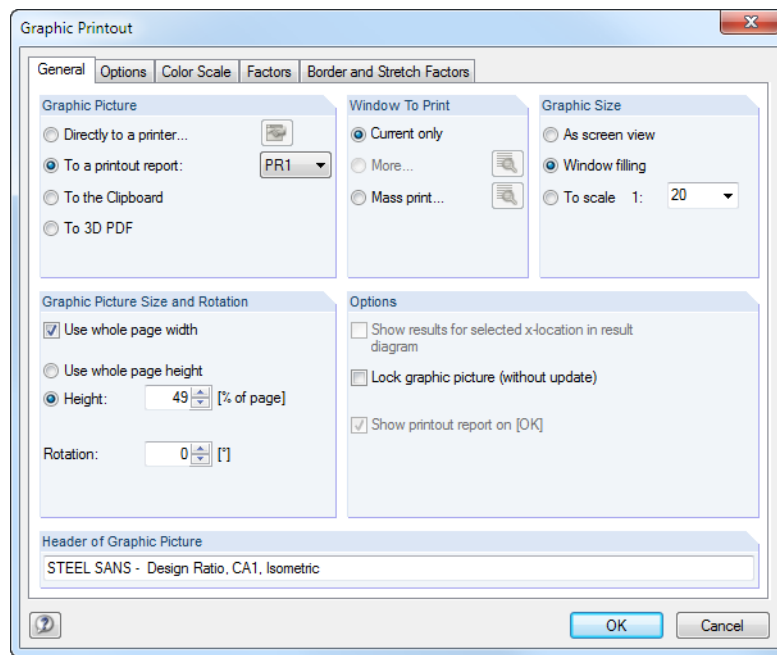 Graphic Printout
General Options Color Scale Factors Border and Stretch Factors
Graphic Picture
Directly to a printer...
To a printout report: PR1
To the Clipboard
To 3D PDF
Window To Print
Current only
More...
Mass print...
Graphic Size
As screen view
Window filling
To scale 1: 20
Graphic Picture Size and Rotation
Use whole page width
Use whole page height
Height: 49 [% of page]
Rotation: 0 [°]
Options
Show results for selected x-location in result
diagram
Lock graphic picture (without update)
Show printout report on [OK]
Header of Graphic Picture
STEEL SANS - Design Ratio, CA1, Isometric
OK Cancel